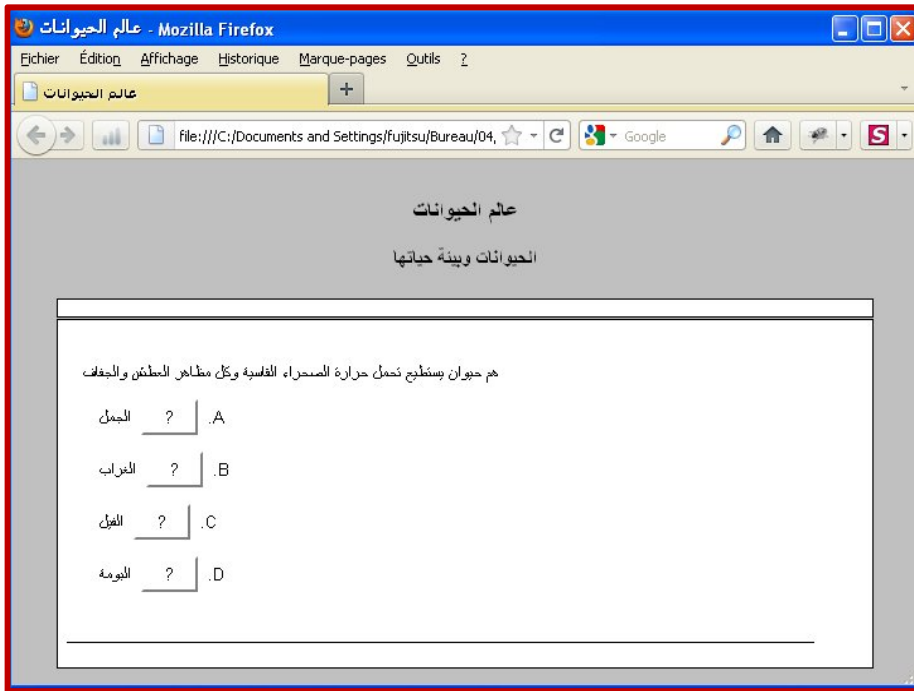 عالم الحيوانات - Mozilla Firefox
Fichier Édition Affichage Historique Marque-pages Outils ?
عالم الحيوانات +
file:///C:/Documents and Settings/fujitsu/Bureau/04, Google S
عالم الحيوانات
الحيوانات وبيئة حياتها
هم حيوان يستطيع تحمل حرارة الصحراء القاسية وكل مظاهر العطش والجفاف
A. ? الجمل
B. ? الغراب
C. ? الفيل
D. ? البومة